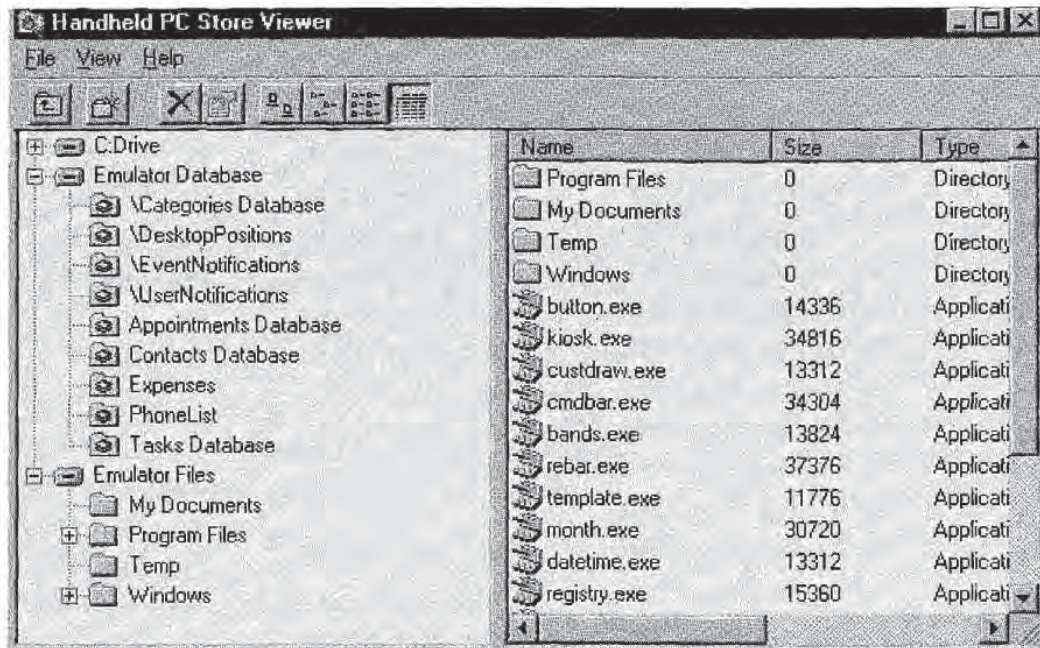 Handheld PC Store Viewer
File View Help
C:Drive
Emulator Database
\Categories Database
\DesktopPositions
\EventNotifications
\UserNotifications
Appointments Database
Contacts Database
Expenses
PhoneList
Tasks Database
Emulator Files
My Documents
Program Files
Temp
Windows
Name Size Type
Program Files 0 Directory
My Documents 0 Directory
Temp 0 Directory
Windows 0 Directory
button.exe 14336 Applicati
kiosk.exe 34816 Applicati
custdraw.exe 13312 Applicati
cmdbar.exe 34304 Applicati
bands.exe 13824 Applicati
rebar.exe 37376 Applicati
template.exe 11776 Applicati
month.exe 30720 Applicati
datetime.exe 13312 Applicati
registry.exe 15360 Applicati